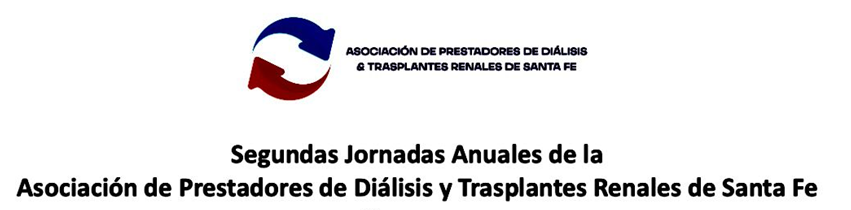 ASOCIACIÓN DE PRESTADORES DE DIÁLISIS
& TRASPLANTES RENALES DE SANTA FE
Segundas Jornadas Anuales de la
Asociación de Prestadores de Diálisis y Trasplantes Renales de Santa Fe